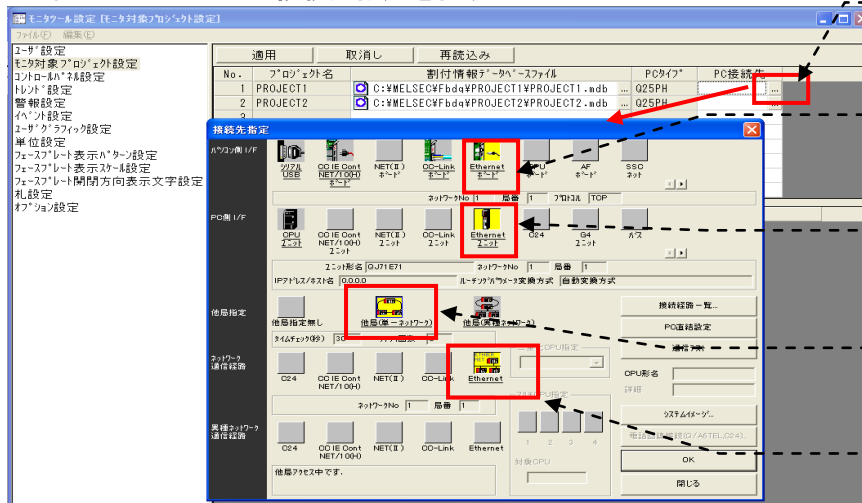 モニタツール設定 [モニタ対象プロジェクト設定]
ファイル(F) 編集(E)
ユーザ設定
モニタ対象プロジェクト設定
コントロールパネル設定
トレンド設定
警報設定
イベント設定
ユーザグラフィック設定
単位設定
フェースプレート表示パターン設定
フェースプレート表示スケール設定
フェースプレート開閉方向表示文字設定
札設定
オプション設定
適用 取消し 再読込み
No. プロジェクト名 割付情報データベースファイル PCタイプ PC接続先
1 PROJECT1 C:¥MELSEC¥Fbdq¥PROJECT1¥PROJECT1.mdb ... Q25PH ...
2 PROJECT2 C:¥MELSEC¥Fbdq¥PROJECT2¥PROJECT2.mdb ... Q25PH
3
接続先指定
パソコン側 I/F
シリアル USB
CC IE Cont NET/10(H) ボード
NET(II) ボード
CC-Link ボード
Ethernet ボード
ボード
AF ボード
SSC ネット
ネットワークNo 1 局番 1 プロトコル TCP
PC側 I/F
CPU ユニット
CC IE Cont NET/10(H) ユニット
NET(II) ユニット
CC-Link ユニット
Ethernet ユニット
C24
G4 ユニット
バス
ユニット形名 QJ71E71 ネットワークNo 1 局番 1
IPアドレス/ホスト名 0.0.0.0 ルーチングパラメータ変換方式 自動変換方式
他局指定
他局指定無し
他局(単一ネットワーク)
他局(異種ネットワーク)
タイムチェック(秒) 30
接続経路一覧...
PC直結設定
通信テスト
CPU形名
詳細
システムイメージ...
OK
閉じる
ネットワーク通信経路
C24
CC IE Cont NET/10(H)
NET(II)
CC-Link
Ethernet
ネットワークNo 1 局番 1
異種ネットワーク通信経路
C24
CC IE Cont NET/10(H)
NET(II)
CC-Link
Ethernet
1 2 3 4
対象CPU
他局アクセス中です.